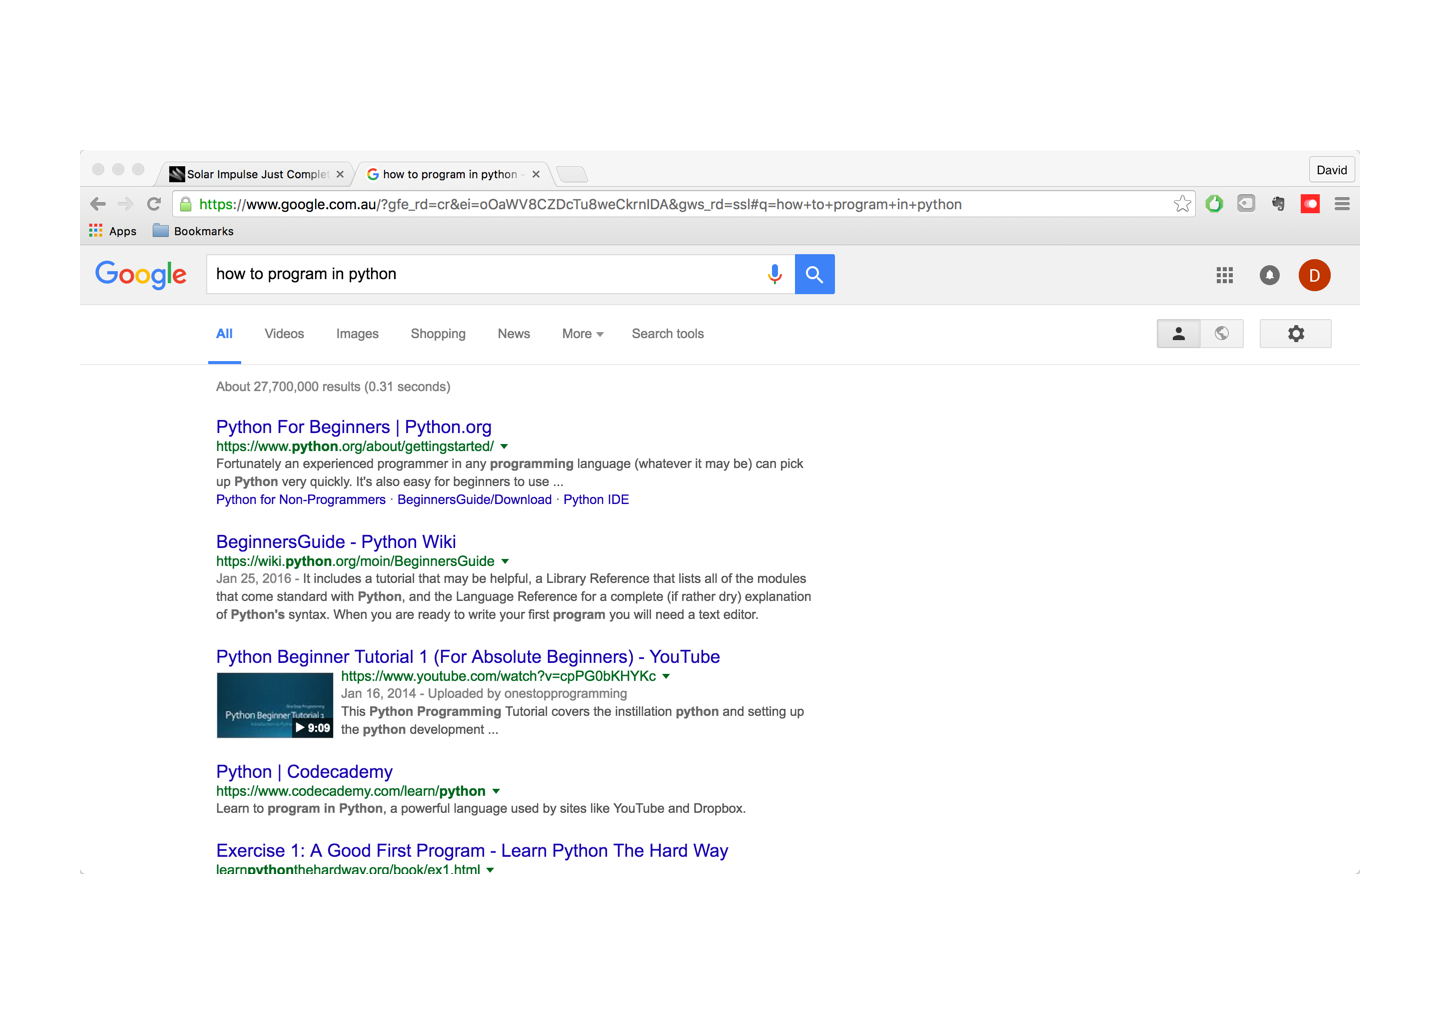 Solar Impulse Just Complet
how to program in python -
David
https://www.google.com.au/?gfe_rd=cr&ei=oOaWV8CZDcTu8weCkrnIDA&gws_rd=ssl#q=how+to+program+in+python
Apps
Bookmarks
Google
how to program in python
D
All Videos Images Shopping News More Search tools
About 27,700,000 results (0.31 seconds)
Python For Beginners | Python.org
https://www.python.org/about/gettingstarted/
Fortunately an experienced programmer in any programming language (whatever it may be) can pick
up Python very quickly. It's also easy for beginners to use ...
Python for Non-Programmers · BeginnersGuide/Download · Python IDE
BeginnersGuide - Python Wiki
https://wiki.python.org/moin/BeginnersGuide
Jan 25, 2016 - It includes a tutorial that may be helpful, a Library Reference that lists all of the modules
that come standard with Python, and the Language Reference for a complete (if rather dry) explanation
of Python's syntax. When you are ready to write your first program you will need a text editor.
Python Beginner Tutorial 1 (For Absolute Beginners) - YouTube
https://www.youtube.com/watch?v=cpPG0bKHYKc
Jan 16, 2014 - Uploaded by onestopprogramming
This Python Programming Tutorial covers the instillation python and setting up
the python development ...
Python Beginner Tutorial 1
9:09
Python | Codecademy
https://www.codecademy.com/learn/python
Learn to program in Python, a powerful language used by sites like YouTube and Dropbox.
Exercise 1: A Good First Program - Learn Python The Hard Way
learnpythonthehardway.org/book/ex1.html